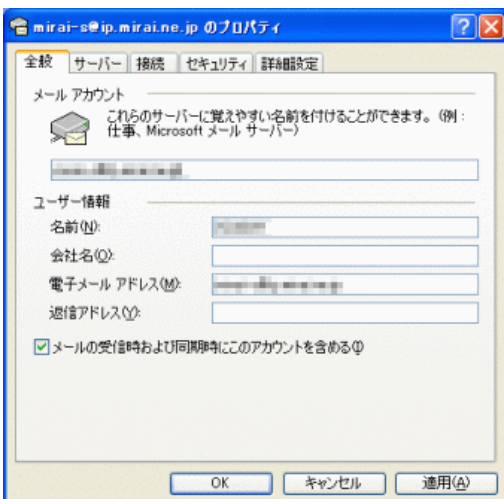 mirai-s@ip.mirai.ne.jp のプロパティ
全般 サーバー 接続 セキュリティ 詳細設定
メール アカウント
これらのサーバーに覚えやすい名前を付けることができます。(例:
仕事、Microsoft メール サーバー)
ユーザー情報
名前(N):
会社名(O):
電子メール アドレス(M):
返信アドレス(Y):
メールの受信時および同期時にこのアカウントを含める(I)
OK キャンセル 適用(A)